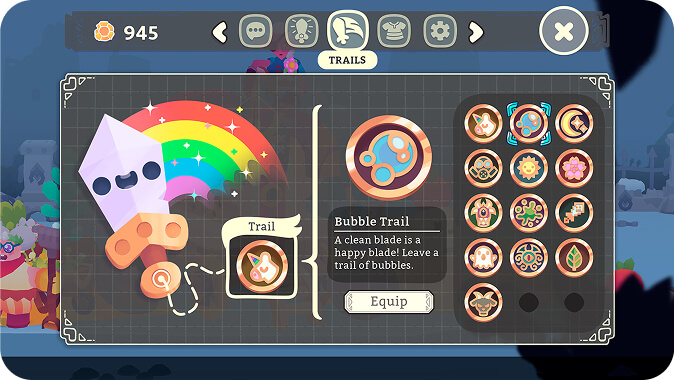 945
TRAILS
Trail
Bubble Trail
A clean blade is a
happy blade! Leave a
trail of bubbles.
Equip